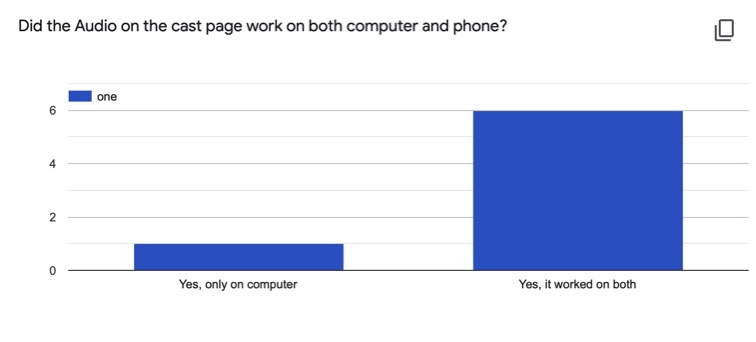 Did the Audio on the cast page work on both computer and phone?
one
6
4
2
0
Yes, only on computer
Yes, it worked on both